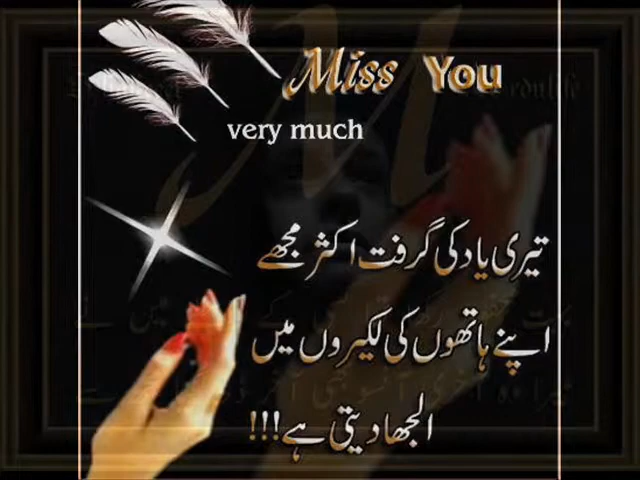 Miss You
very much
تیری یاد کی گرفت اکثر مجھے
اپنے ہاتھوں کی لکیروں میں
الجھا دیتی ہے!!!